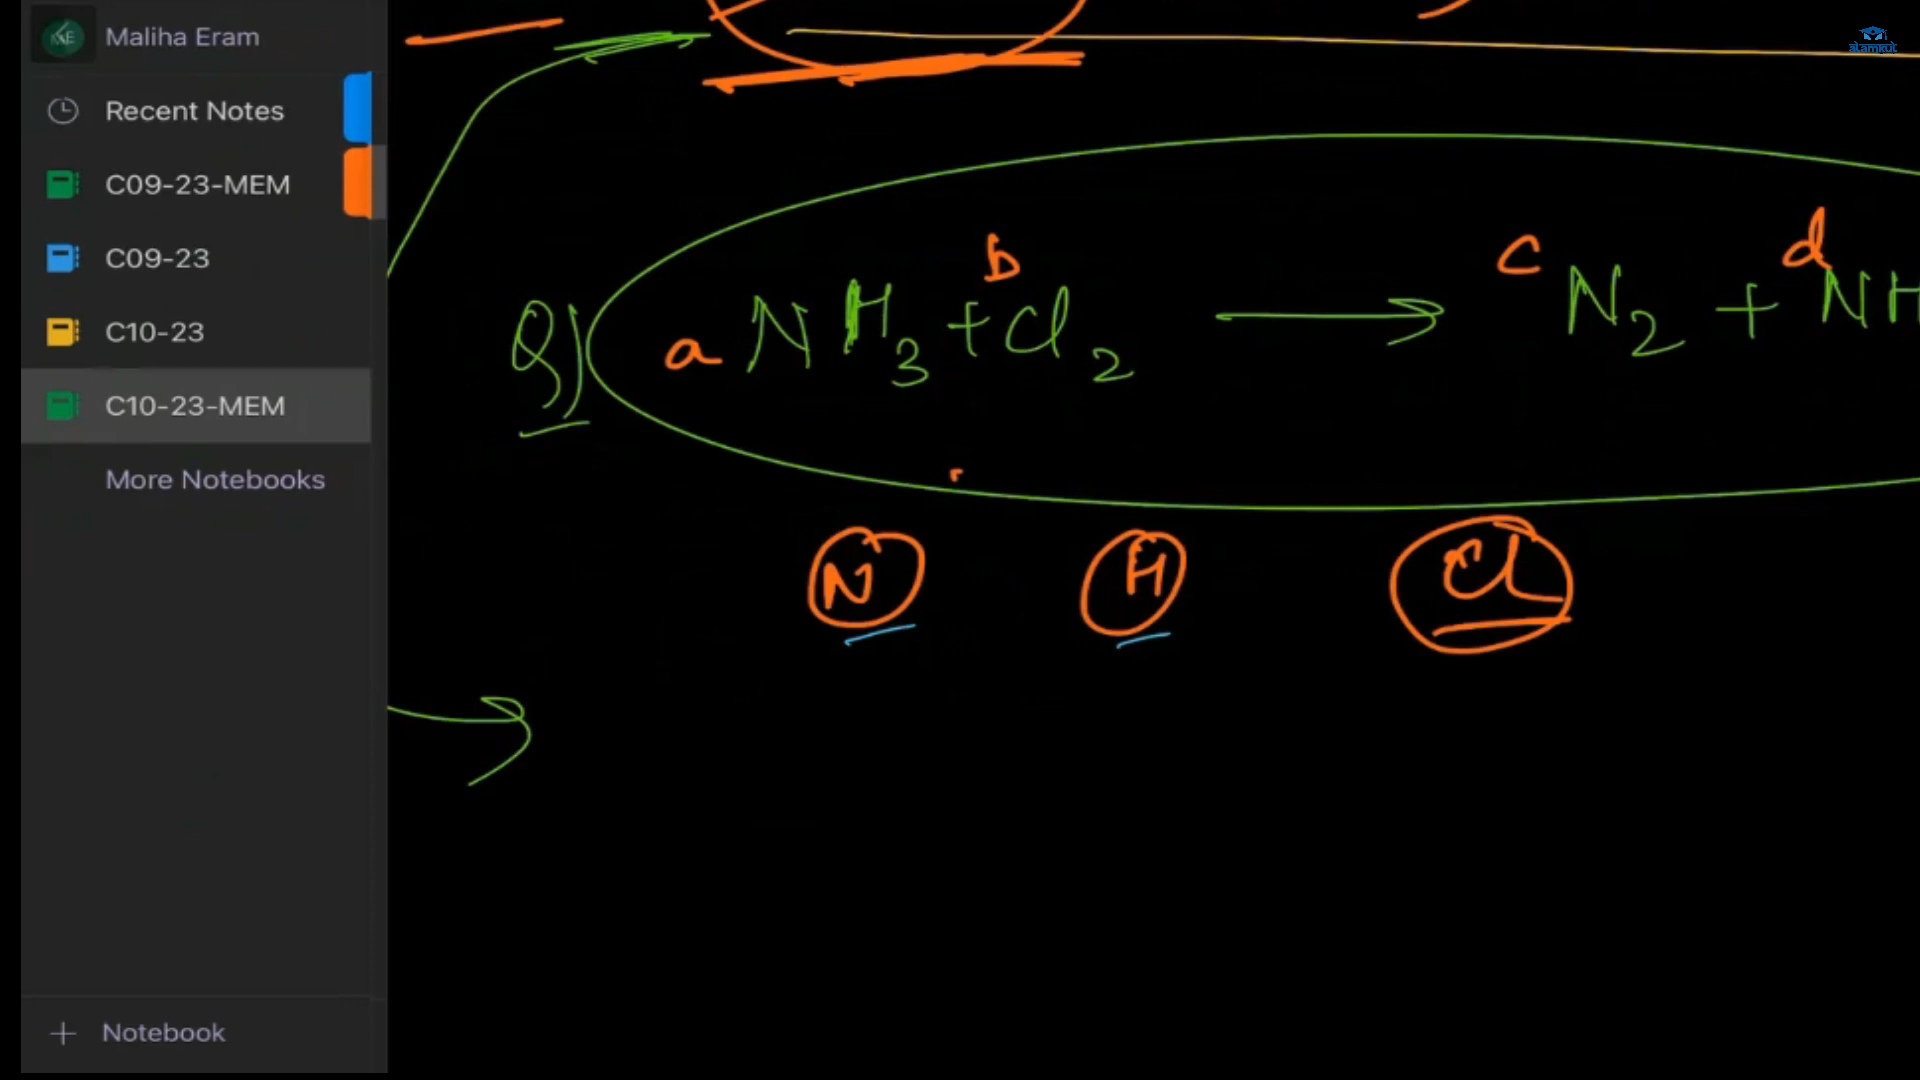 Maliha Eram
alamkut
Recent Notes
C09-23-MEM
C09-23
C10-23
C10-23-MEM
More Notebooks
Notebook
Q) a NH3 + b Cl2 → c N2 + d NH
N H Cl